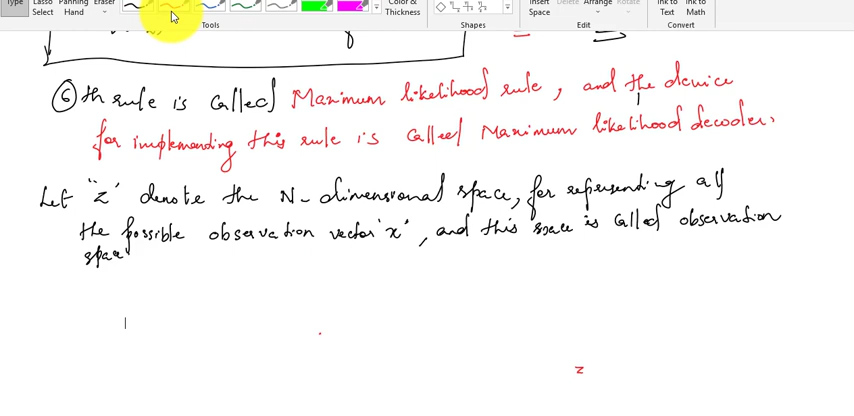 Type
Lasso Select
Panning Hand
Eraser
Color & Thickness
Insert Space
Delete
Arrange
Rotate
Ink to Text
Ink to Math
Tools
Shapes
Edit
Convert
⑥ th rule is called Maximum likelihood rule, and the device
for implmending this rule is called Maximum likelihood decoder.
Let "Z" denote the N-dimensional space, for repersending all
the possible observation vector 'x', and this space is called observation
space
z